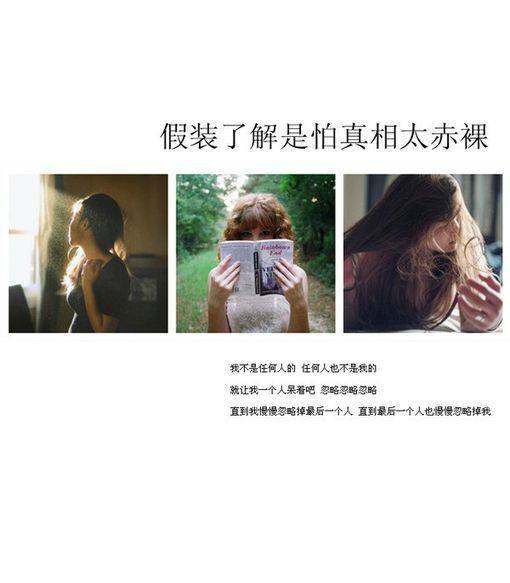 假装了解是怕真相太赤裸
Rainbows
End
我不是任何人的 任何人也不是我的
就让我一个人呆着吧 忽略忽略忽略
直到我慢慢忽略掉最后一个人 直到最后一个人也慢慢忽略掉我